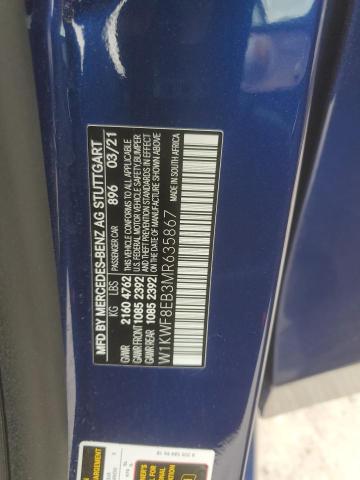 MFD BY MERCEDES-BENZ AG STUTTGART
PASSENGER CAR 896 03/21
KG LBS
GVWR 2160 4762
GAWR FRONT 1085 2392
GAWR REAR 1085 2392
THIS VEHICLE CONFORMS TO ALL APPLICABLE
U.S. FEDERAL MOTOR VEHICLE SAFETY, BUMPER,
AND THEFT PREVENTION STANDARDS IN EFFECT
ON THE DATE OF MANUFACTURE SHOWN ABOVE.
W1KWF8EB3MR635867
MADE IN SOUTH AFRICA